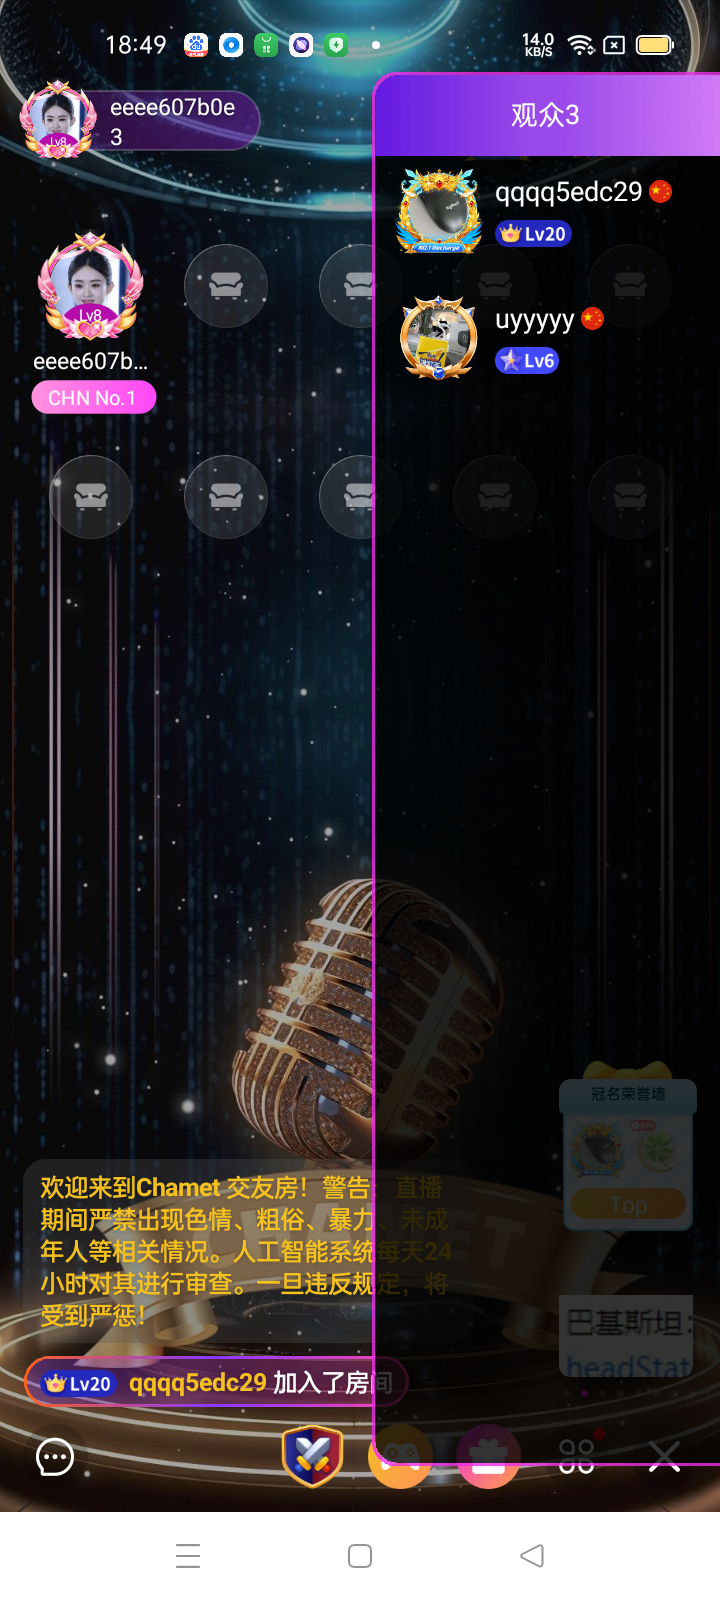 18:49
14.0
KB/S
eeee607b0e
3
Lv8
观众3
qqqq5edc29
NO.1 Recharge
Lv20
Lv8
eeee607b...
CHN No.1
uyyyyy
Lv6
冠名荣誉墙
Top
欢迎来到Chamet 交友房！警告：直播
期间严禁出现色情、粗俗、暴力、未成
年人等相关情况。人工智能系统每天24
小时对其进行审查。一旦违反规定，将
受到严惩！
巴基斯坦:
headStat
Lv20 qqqq5edc29 加入了房间